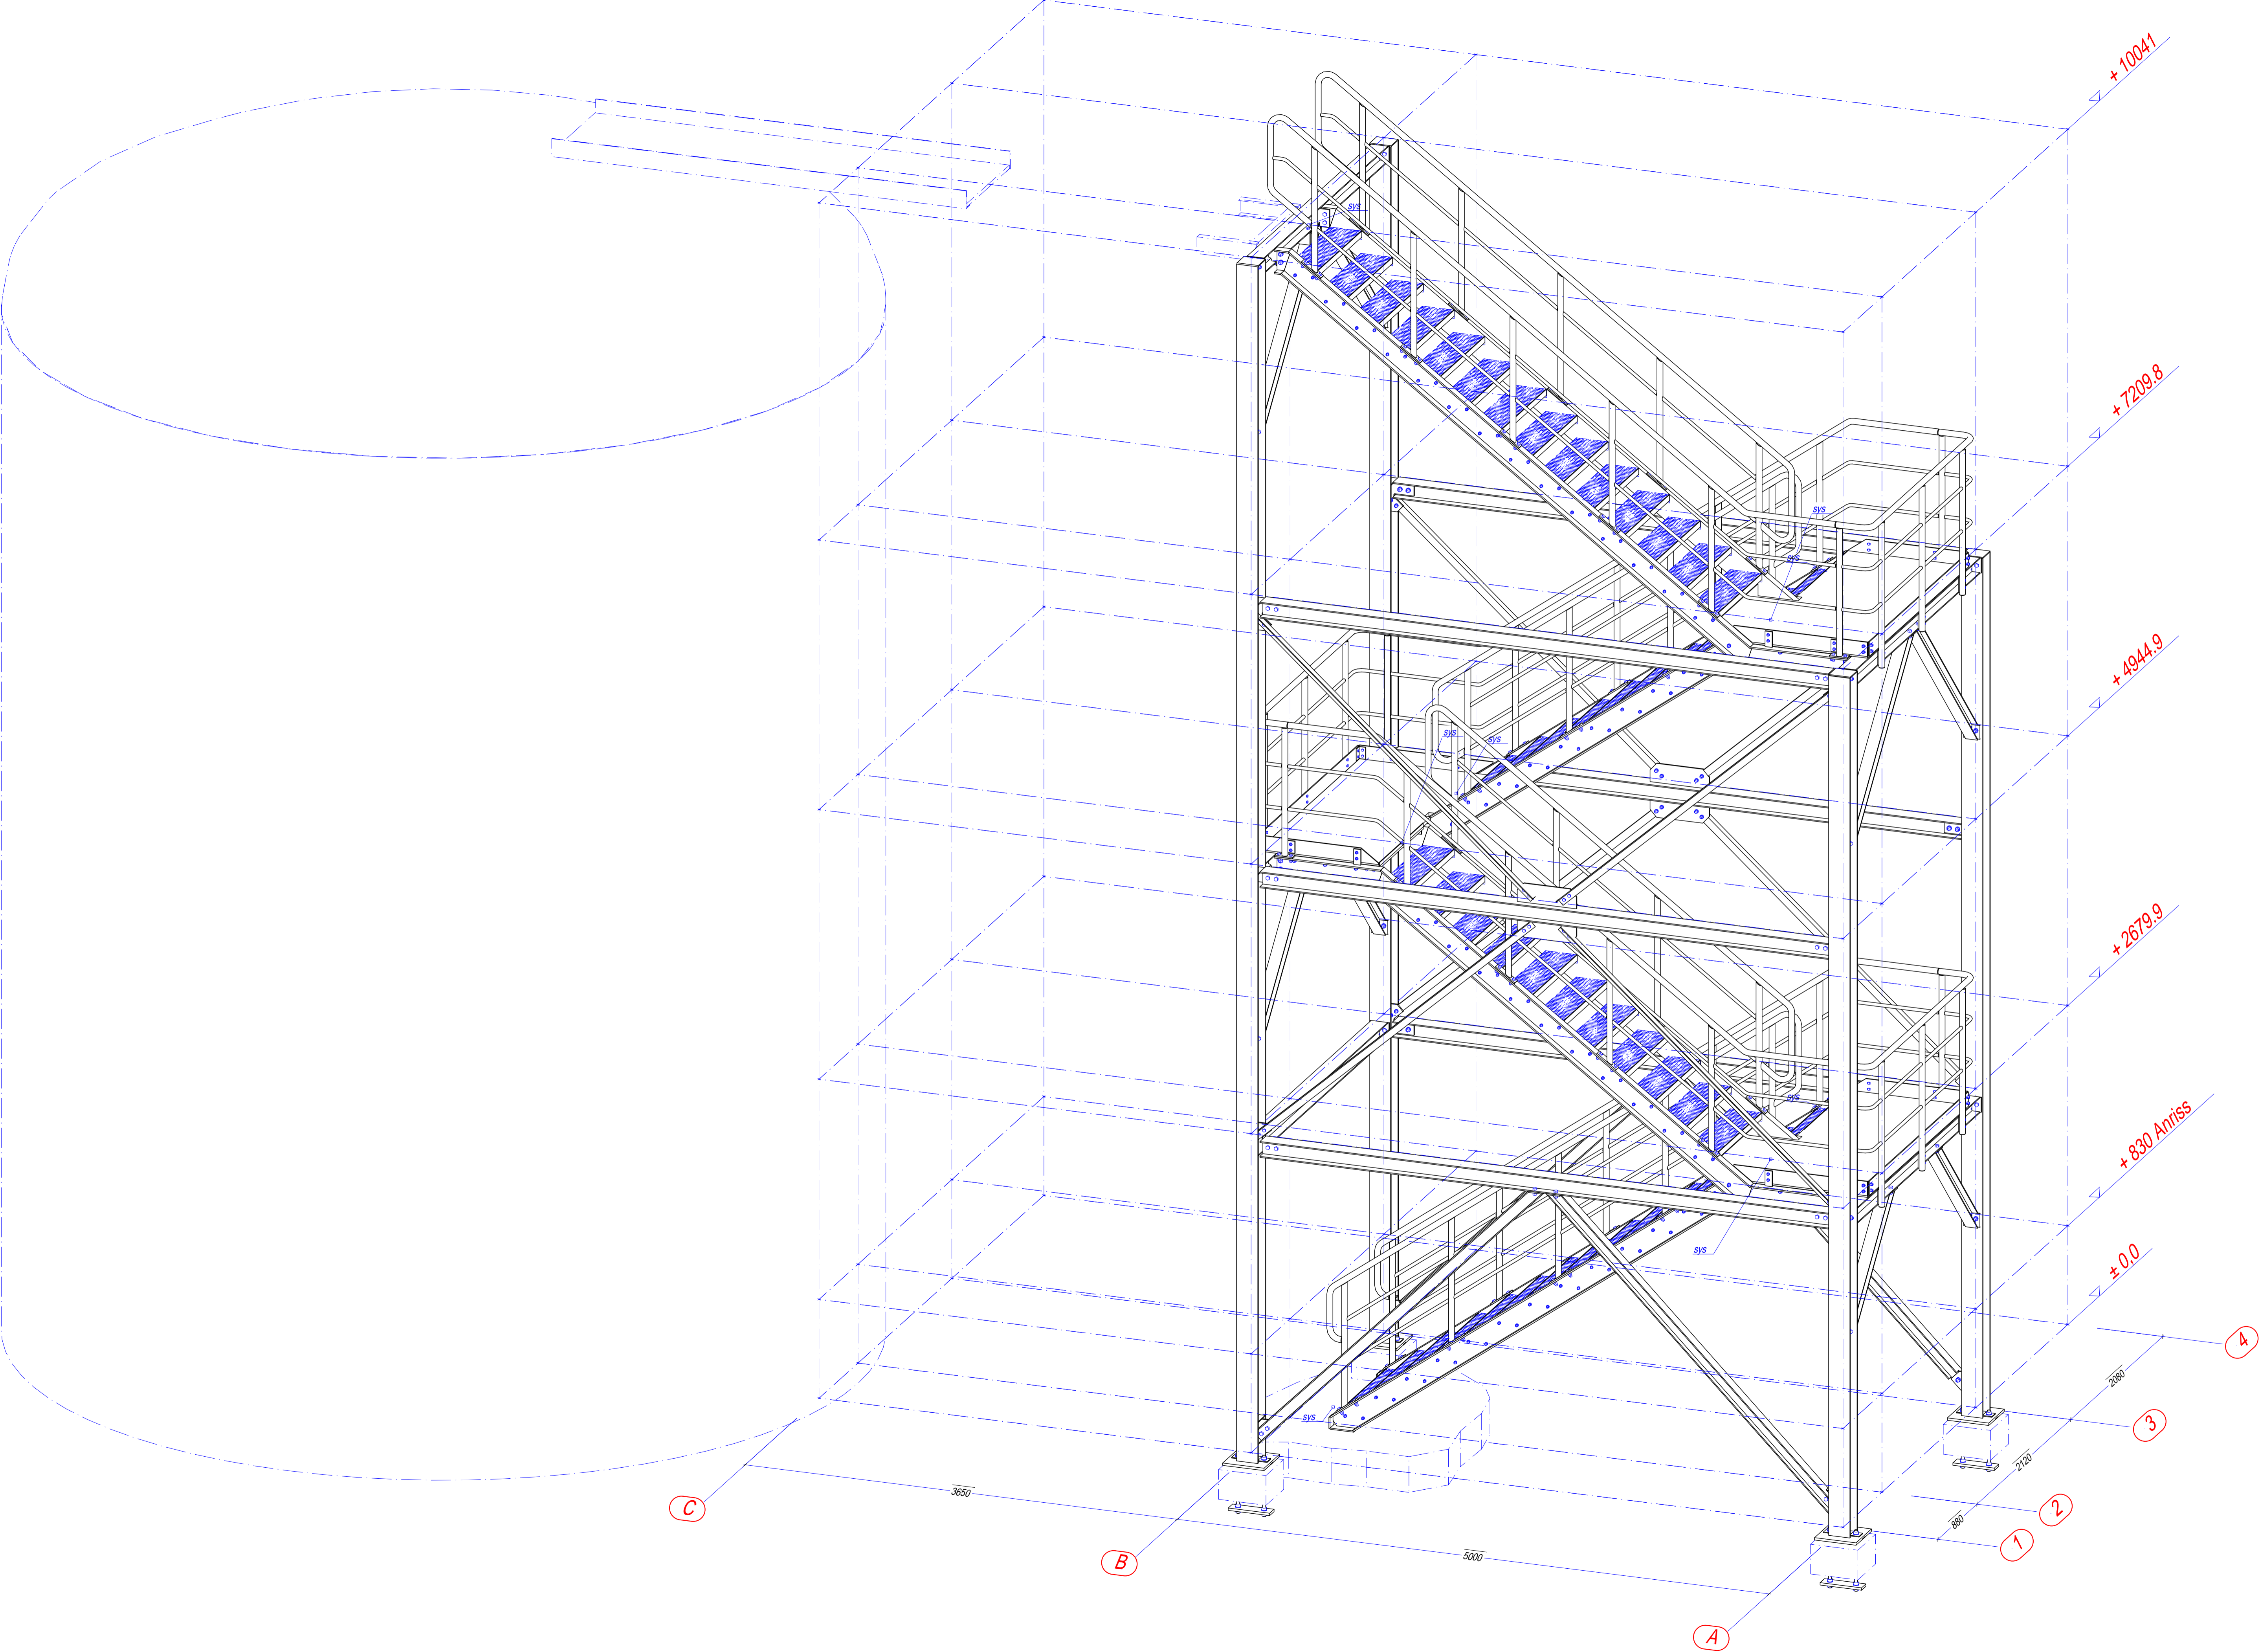 + 10041
+ 7209.8
sys
sys
sys
+ 4944.9
sys
sys
+ 2679.9
sys
+ 830 Anriss
sys
± 0,0
4
2080
sys
3
2120
3650
C
2
880
1
5000
B
A